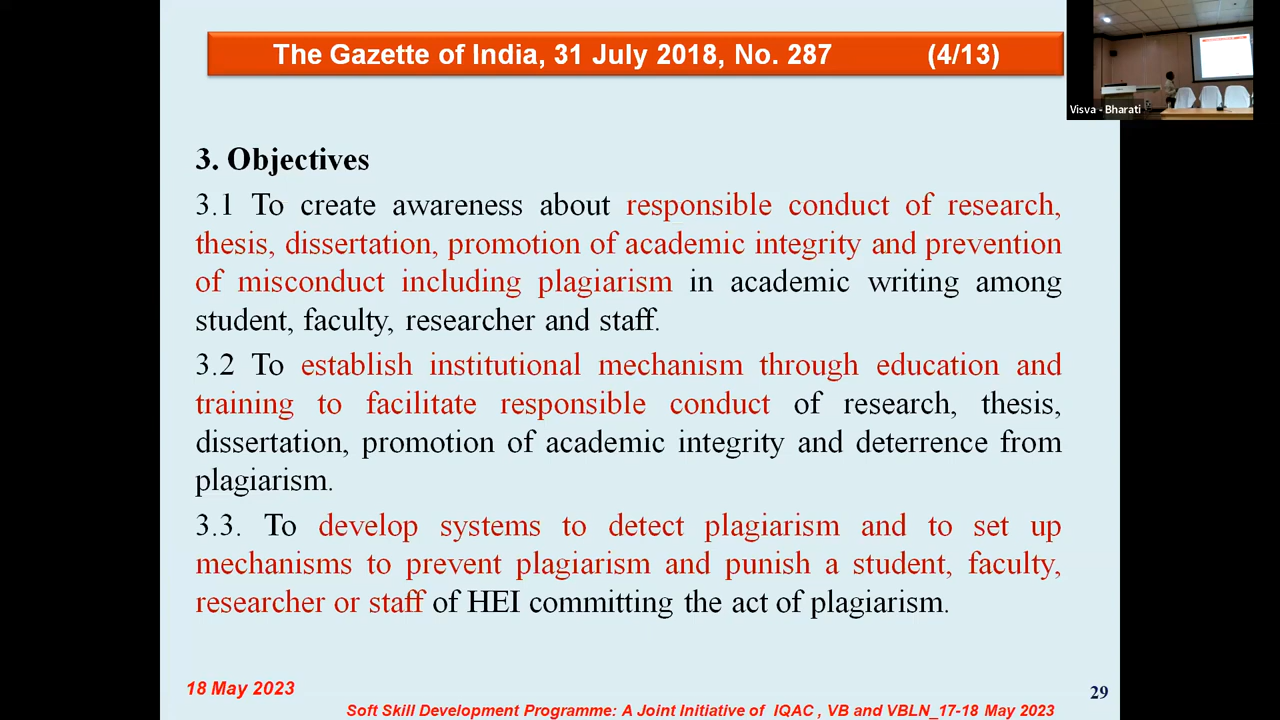 The Gazette of India, 31 July 2018, No. 287 (4/13)
Visva - Bharati
3. Objectives
3.1 To create awareness about responsible conduct of research,
thesis, dissertation, promotion of academic integrity and prevention
of misconduct including plagiarism in academic writing among
student, faculty, researcher and staff.
3.2 To establish institutional mechanism through education and
training to facilitate responsible conduct of research, thesis,
dissertation, promotion of academic integrity and deterrence from
plagiarism.
3.3. To develop systems to detect plagiarism and to set up
mechanisms to prevent plagiarism and punish a student, faculty,
researcher or staff of HEI committing the act of plagiarism.
18 May 2023
29
Soft Skill Development Programme: A Joint Initiative of IQAC , VB and VBLN_17-18 May 2023